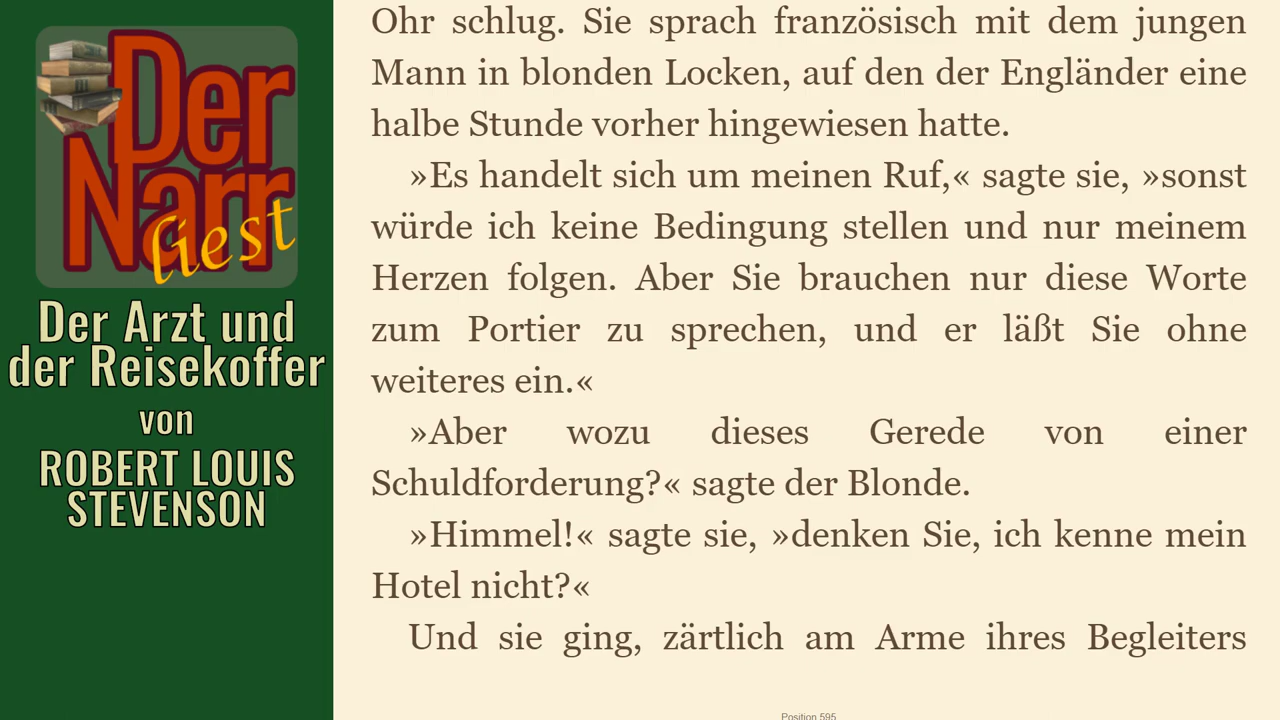 Der
Narr
liest
Der Arzt und
der Reisekoffer
von
ROBERT LOUIS
STEVENSON
Ohr schlug. Sie sprach französisch mit dem jungen
Mann in blonden Locken, auf den der Engländer eine
halbe Stunde vorher hingewiesen hatte.
»Es handelt sich um meinen Ruf,« sagte sie, »sonst
würde ich keine Bedingung stellen und nur meinem
Herzen folgen. Aber Sie brauchen nur diese Worte
zum Portier zu sprechen, und er läßt Sie ohne
weiteres ein.«
»Aber wozu dieses Gerede von einer
Schuldforderung?« sagte der Blonde.
»Himmel!« sagte sie, »denken Sie, ich kenne mein
Hotel nicht?«
Und sie ging, zärtlich am Arme ihres Begleiters
Position 595